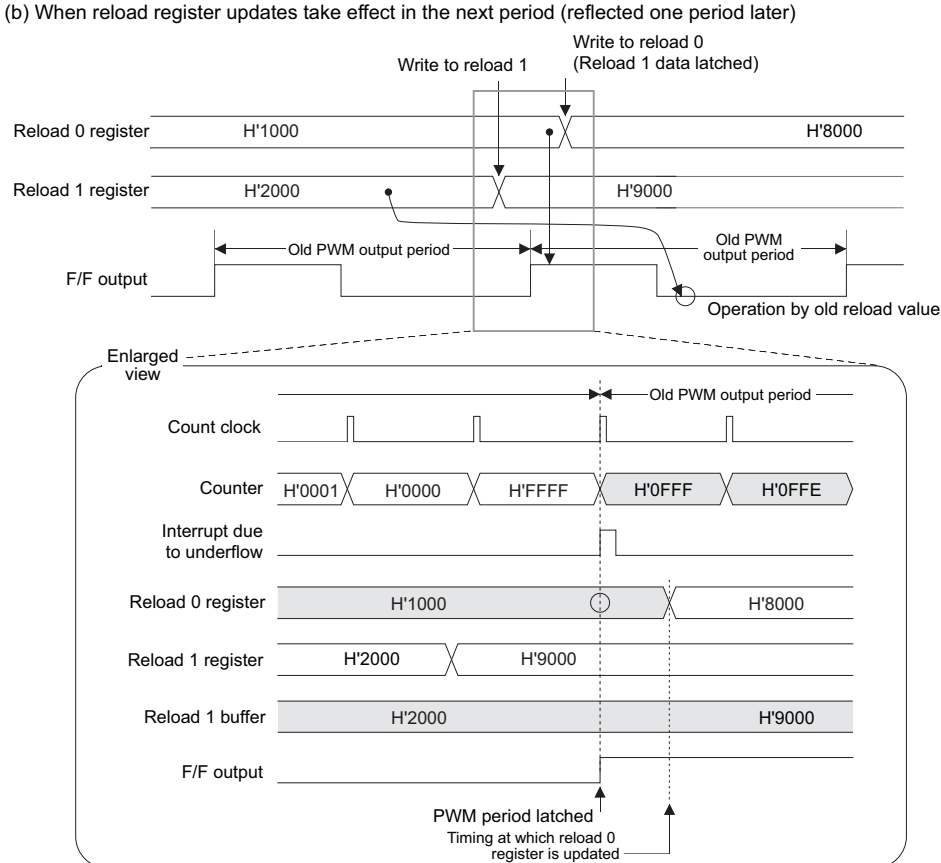 (b) When reload register updates take effect in the next period (reflected one period later)
Write to reload 0
(Reload 1 data latched)
Write to reload 1
Reload 0 register
H'1000
H'8000
Reload 1 register
H'2000
H'9000
Old PWM output period
Old PWM
output period
F/F output
Operation by old reload value
Enlarged
view
Old PWM output period
Count clock
Counter
H'0001
H'0000
H'FFFF
H'0FFF
H'0FFE
Interrupt due
to underflow
Reload 0 register
H'1000
H'8000
Reload 1 register
H'2000
H'9000
Reload 1 buffer
H'2000
H'9000
F/F output
PWM period latched
Timing at which reload 0
register is updated